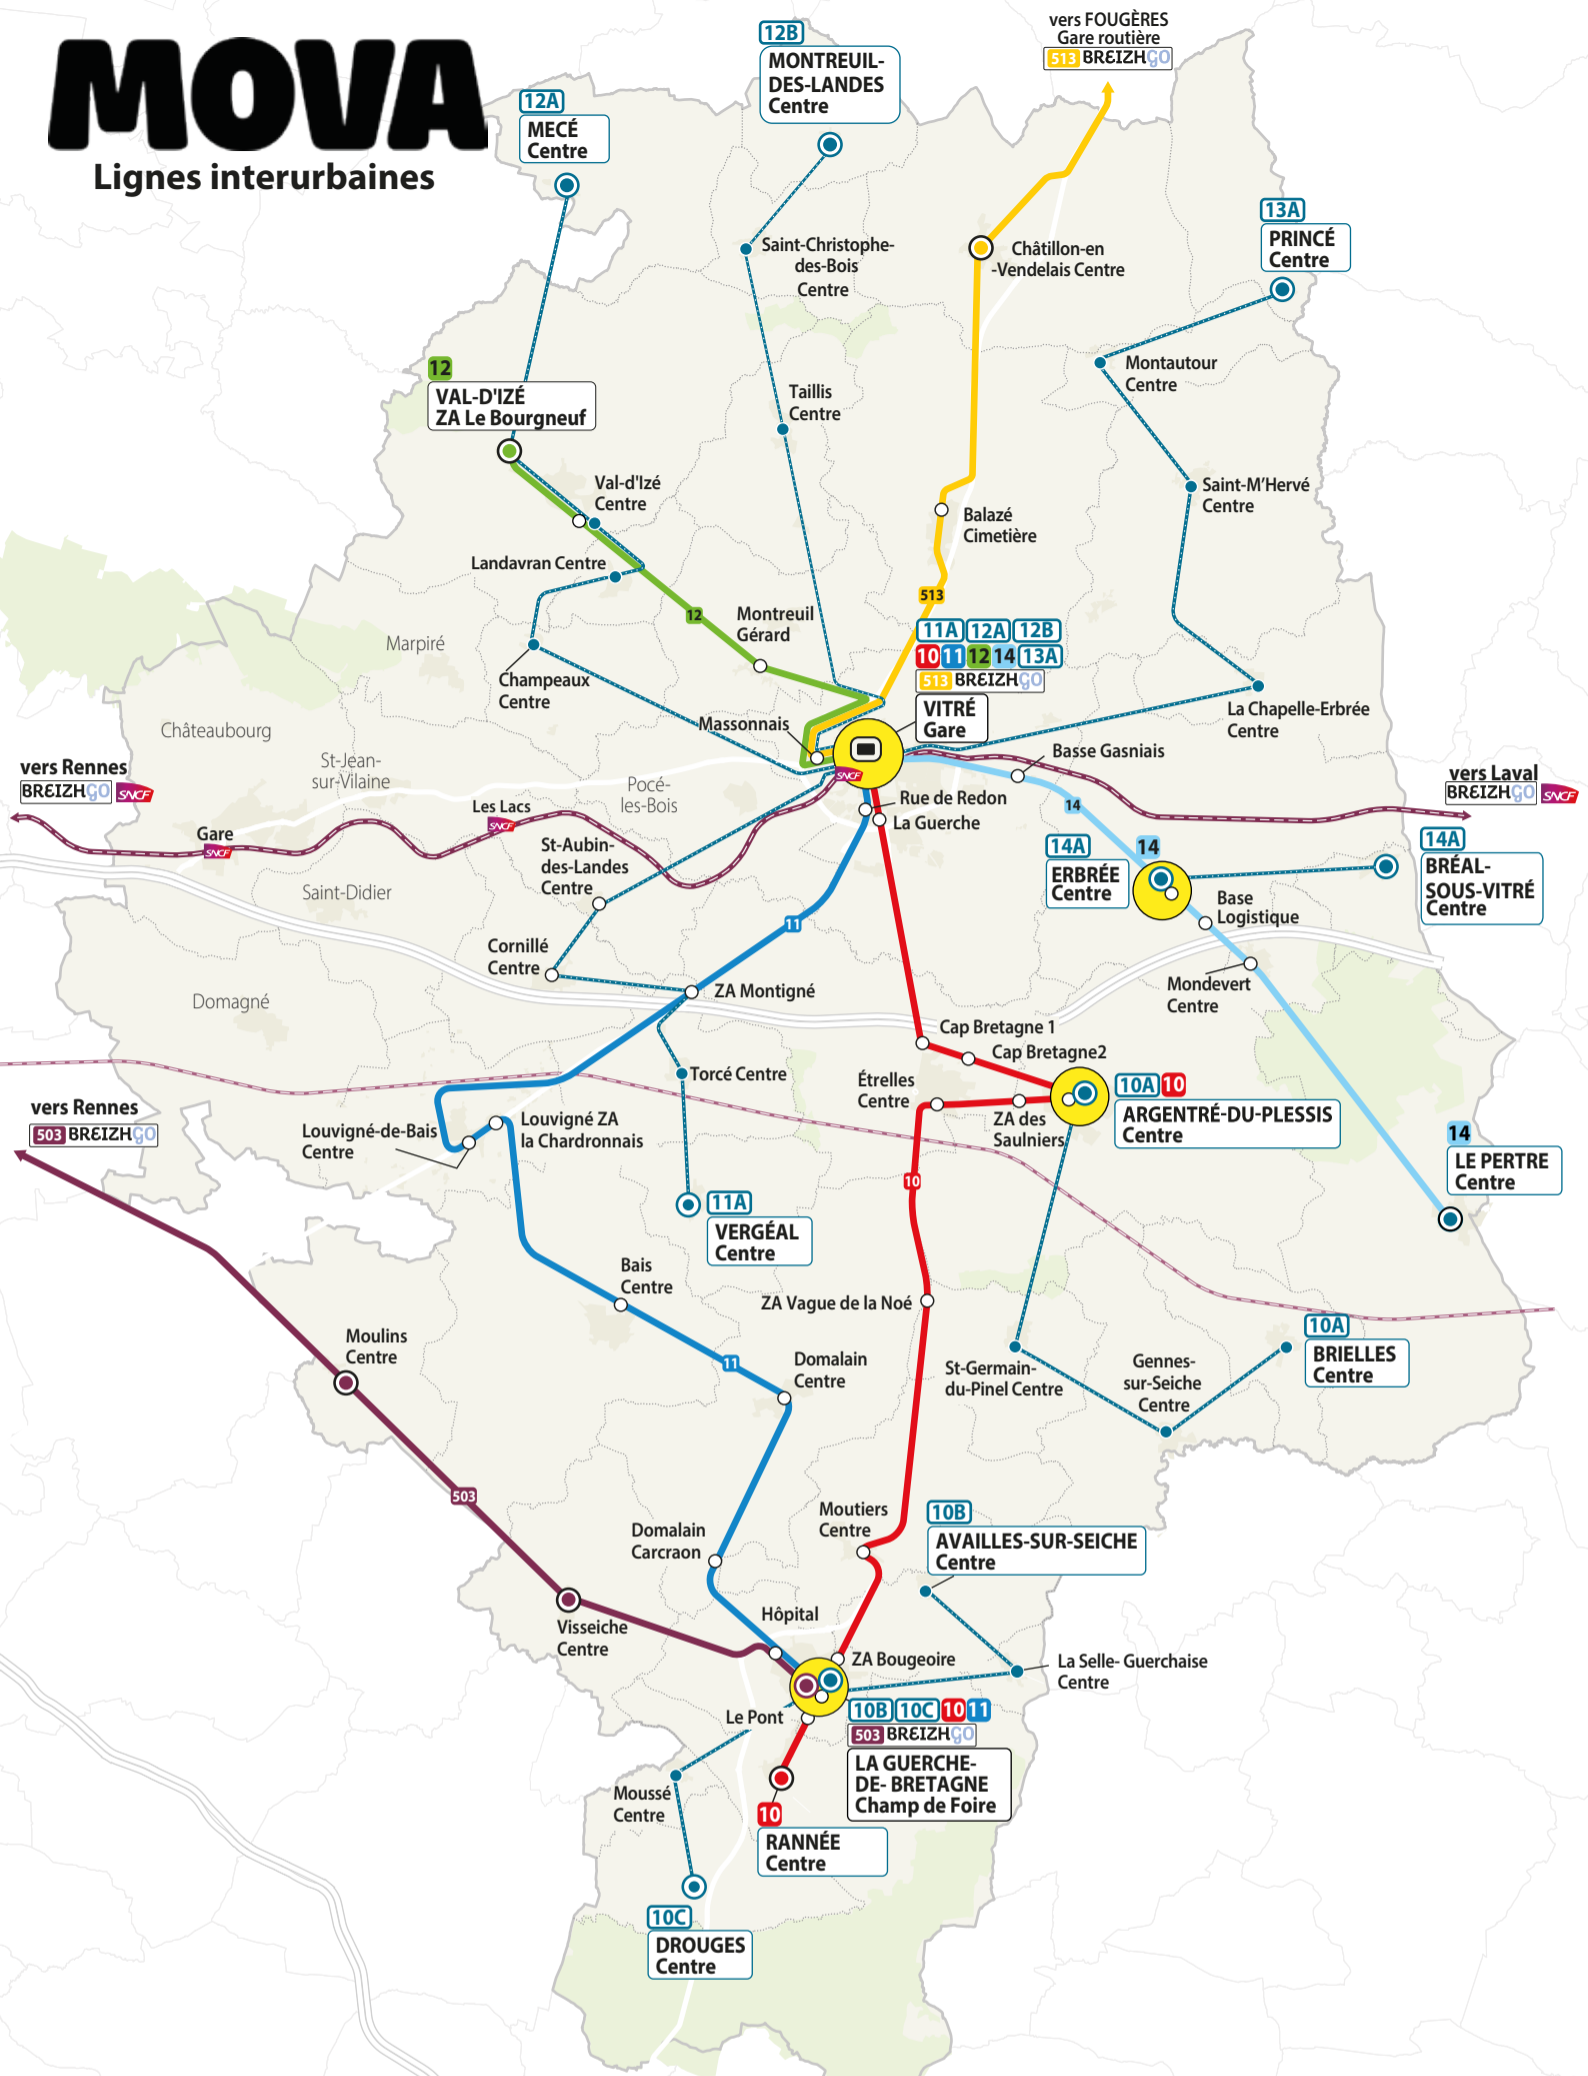 MOVA
Lignes interurbaines
12A
MECÉ
Centre
12B
MONTREUIL-
DES-LANDES
Centre
vers FOUGÈRES
Gare routière
513 BREIZHGO
13A
PRINCÉ
Centre
Saint-Christophe-
des-Bois
Centre
Châtillon-en
-Vendelais Centre
Montautour
Centre
12
VAL-D'IZÉ
ZA Le Bourgneuf
Taillis
Centre
Val-d'Izé
Centre
Saint-M'Hervé
Centre
Balazé
Cimetière
Landavran Centre
513
12
Montreuil
Gérard
Marpiré
11A 12A 12B
10 11 12 14 13A
513 BREIZHGO
VITRÉ
Gare
Champeaux
Centre
La Chapelle-Erbrée
Centre
Massonnais
Châteaubourg
St-Jean-
sur-Vilaine
Pocé-
les-Bois
Basse Gasniais
SNCF
vers Rennes
BREIZHGO SNCF
vers Laval
BREIZHGO SNCF
Les Lacs
SNCF
Gare
SNCF
Rue de Redon
La Guerche
14
St-Aubin-
des-Landes
Centre
14A
ERBRÉE
Centre
14
14A
BRÉAL-
SOUS-VITRÉ
Centre
Saint-Didier
Base
Logistique
11
Cornillé
Centre
Mondevert
Centre
Domagné
ZA Montigné
Cap Bretagne 1
Cap Bretagne2
Torcé Centre
Étrelles
Centre
10A 10
ARGENTRÉ-DU-PLESSIS
Centre
ZA des
Saulniers
vers Rennes
503 BREIZHGO
Louvigné-de-Bais
Centre
Louvigné ZA
la Chardronnais
14
LE PERTRE
Centre
10
11A
VERGÉAL
Centre
Bais
Centre
ZA Vague de la Noé
Moulins
Centre
11
Domalain
Centre
St-Germain-
du-Pinel Centre
Gennes-
sur-Seiche
Centre
10A
BRIELLES
Centre
503
Moutiers
Centre
Domalain
Carcraon
10B
AVAILLES-SUR-SEICHE
Centre
Visseiche
Centre
Hôpital
ZA Bougeoire
La Selle- Guerchaise
Centre
Le Pont
10B 10C 10 11
503 BREIZHGO
LA GUERCHE-
DE- BRETAGNE
Champ de Foire
Moussé
Centre
10
RANNÉE
Centre
10C
DROUGES
Centre